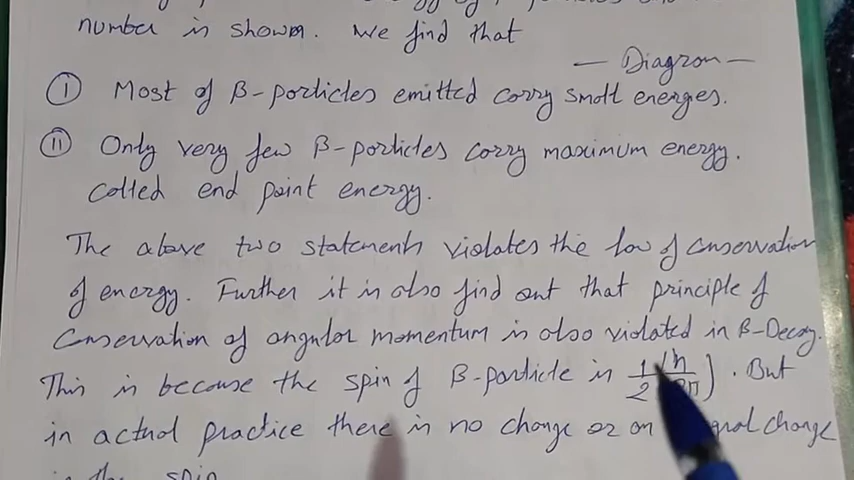 number is shown. We find that
— Diagram —
(I) Most of β-particles emitted carry small energies.
(II) Only very few β-particles carry maximum energy.
called end point energy.
The above two statements violates the law of conservation
of energy. Further it is also find out that principle of
conservation of angular momentum is also violated in β-Decay.
This is because the spin of β-particle is 1/2 (h/2π). But
in actual practice there is no change or an change
in the spin